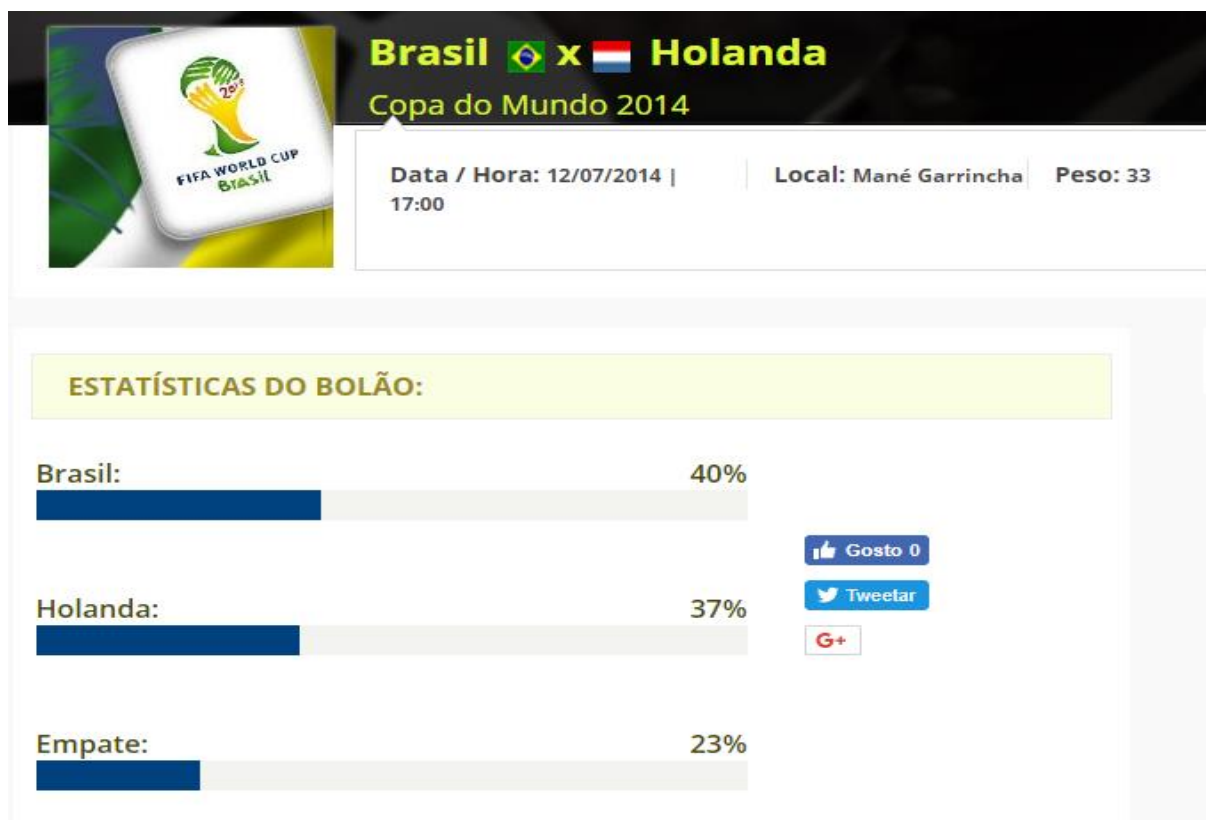 Brasil x Holanda
Copa do Mundo 2014
FIFA WORLD CUP
Brasil
Data / Hora: 12/07/2014 |
17:00
Local: Mané Garrincha
Peso: 33
ESTATÍSTICAS DO BOLÃO:
Brasil: 40%
Gosto 0
Tweetar
Holanda: 37%
G+
Empate: 23%